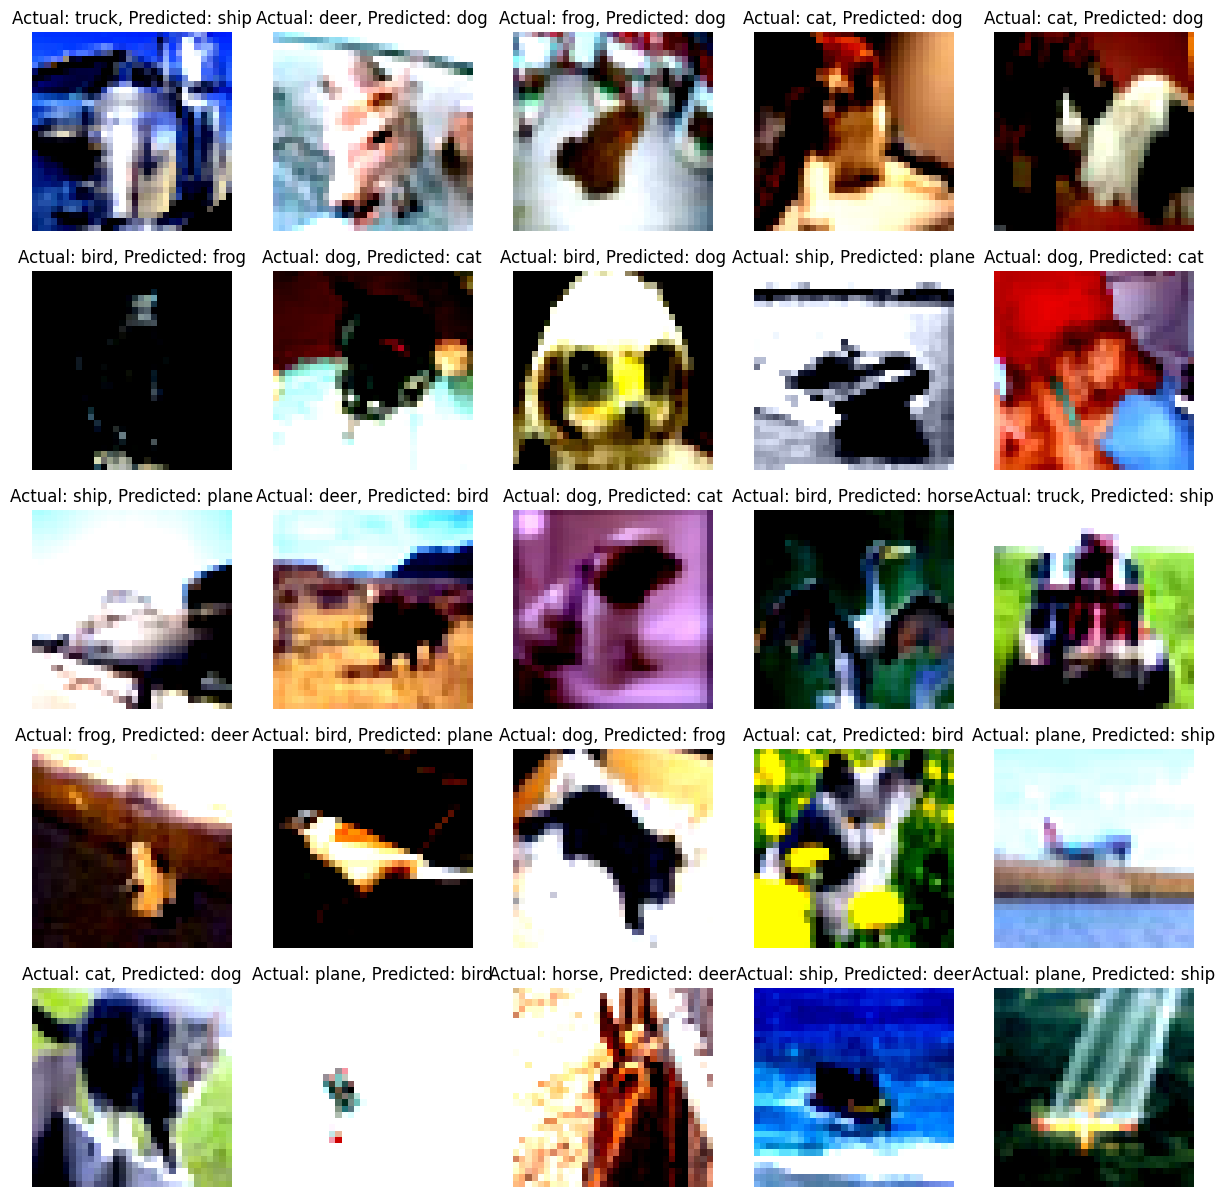 Actual: truck, Predicted: ship
Actual: deer, Predicted: dog
Actual: frog, Predicted: dog
Actual: cat, Predicted: dog
Actual: cat, Predicted: dog
Actual: bird, Predicted: frog
Actual: dog, Predicted: cat
Actual: bird, Predicted: dog
Actual: ship, Predicted: plane
Actual: dog, Predicted: cat
Actual: ship, Predicted: plane
Actual: deer, Predicted: bird
Actual: dog, Predicted: cat
Actual: bird, Predicted: horse
Actual: truck, Predicted: ship
Actual: frog, Predicted: deer
Actual: bird, Predicted: plane
Actual: dog, Predicted: frog
Actual: cat, Predicted: bird
Actual: plane, Predicted: ship
Actual: cat, Predicted: dog
Actual: plane, Predicted: bird
Actual: horse, Predicted: deer
Actual: ship, Predicted: deer
Actual: plane, Predicted: ship